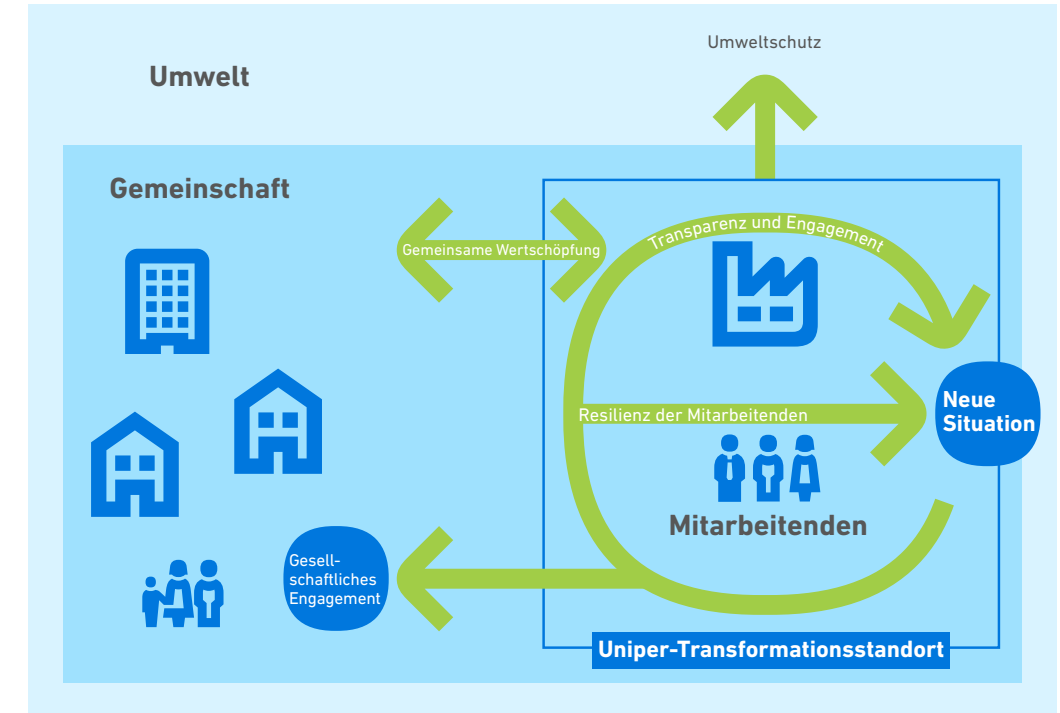 Umweltschutz
Umwelt
Gemeinschaft
Transparenz und Engagement
Gemeinsame Wertschöpfung
Neue
Situation
Resilienz der Mitarbeitenden
Mitarbeitenden
Gesell-
schaftliches
Engagement
Uniper-Transformationsstandort